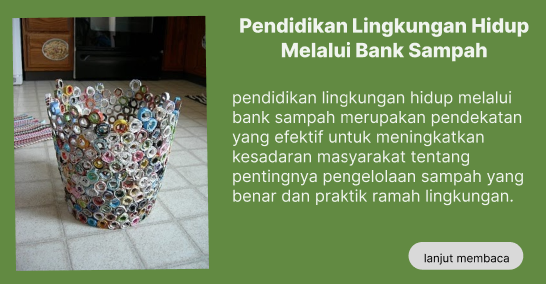 Pendidikan Lingkungan Hidup
Melalui Bank Sampah
pendidikan lingkungan hidup melalui
bank sampah merupakan pendekatan
yang efektif untuk meningkatkan
kesadaran masyarakat tentang
pentingnya pengelolaan sampah yang
benar dan praktik ramah lingkungan.
lanjut membaca